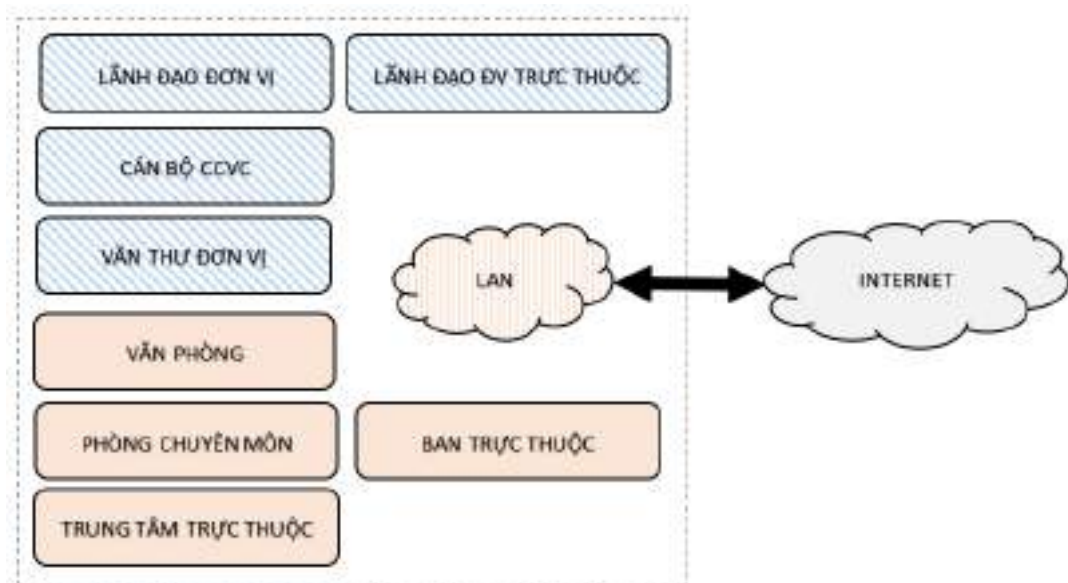 LÃNH ĐẠO ĐƠN VỊ
LÃNH ĐẠO ĐV TRỰC THUỘC
CÁN BỘ CCVC
VĂN THƯ ĐƠN VỊ
LAN
INTERNET
VĂN PHÒNG
PHÒNG CHUYÊN MÔN
BAN TRỰC THUỘC
TRUNG TÂM TRỰC THUỘC